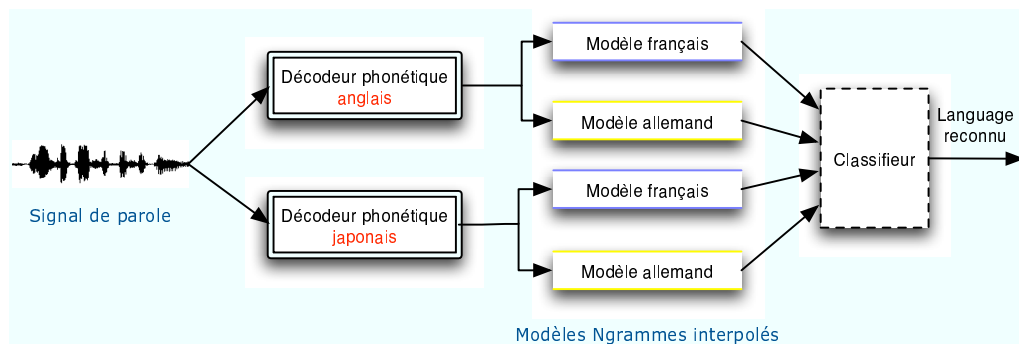 Signal de parole
Décodeur phonétique
anglais
Décodeur phonétique
japonais
Modèle français
Modèle allemand
Modèle français
Modèle allemand
Modèles Ngrammes interpolés
Classifieur
Language
reconnu